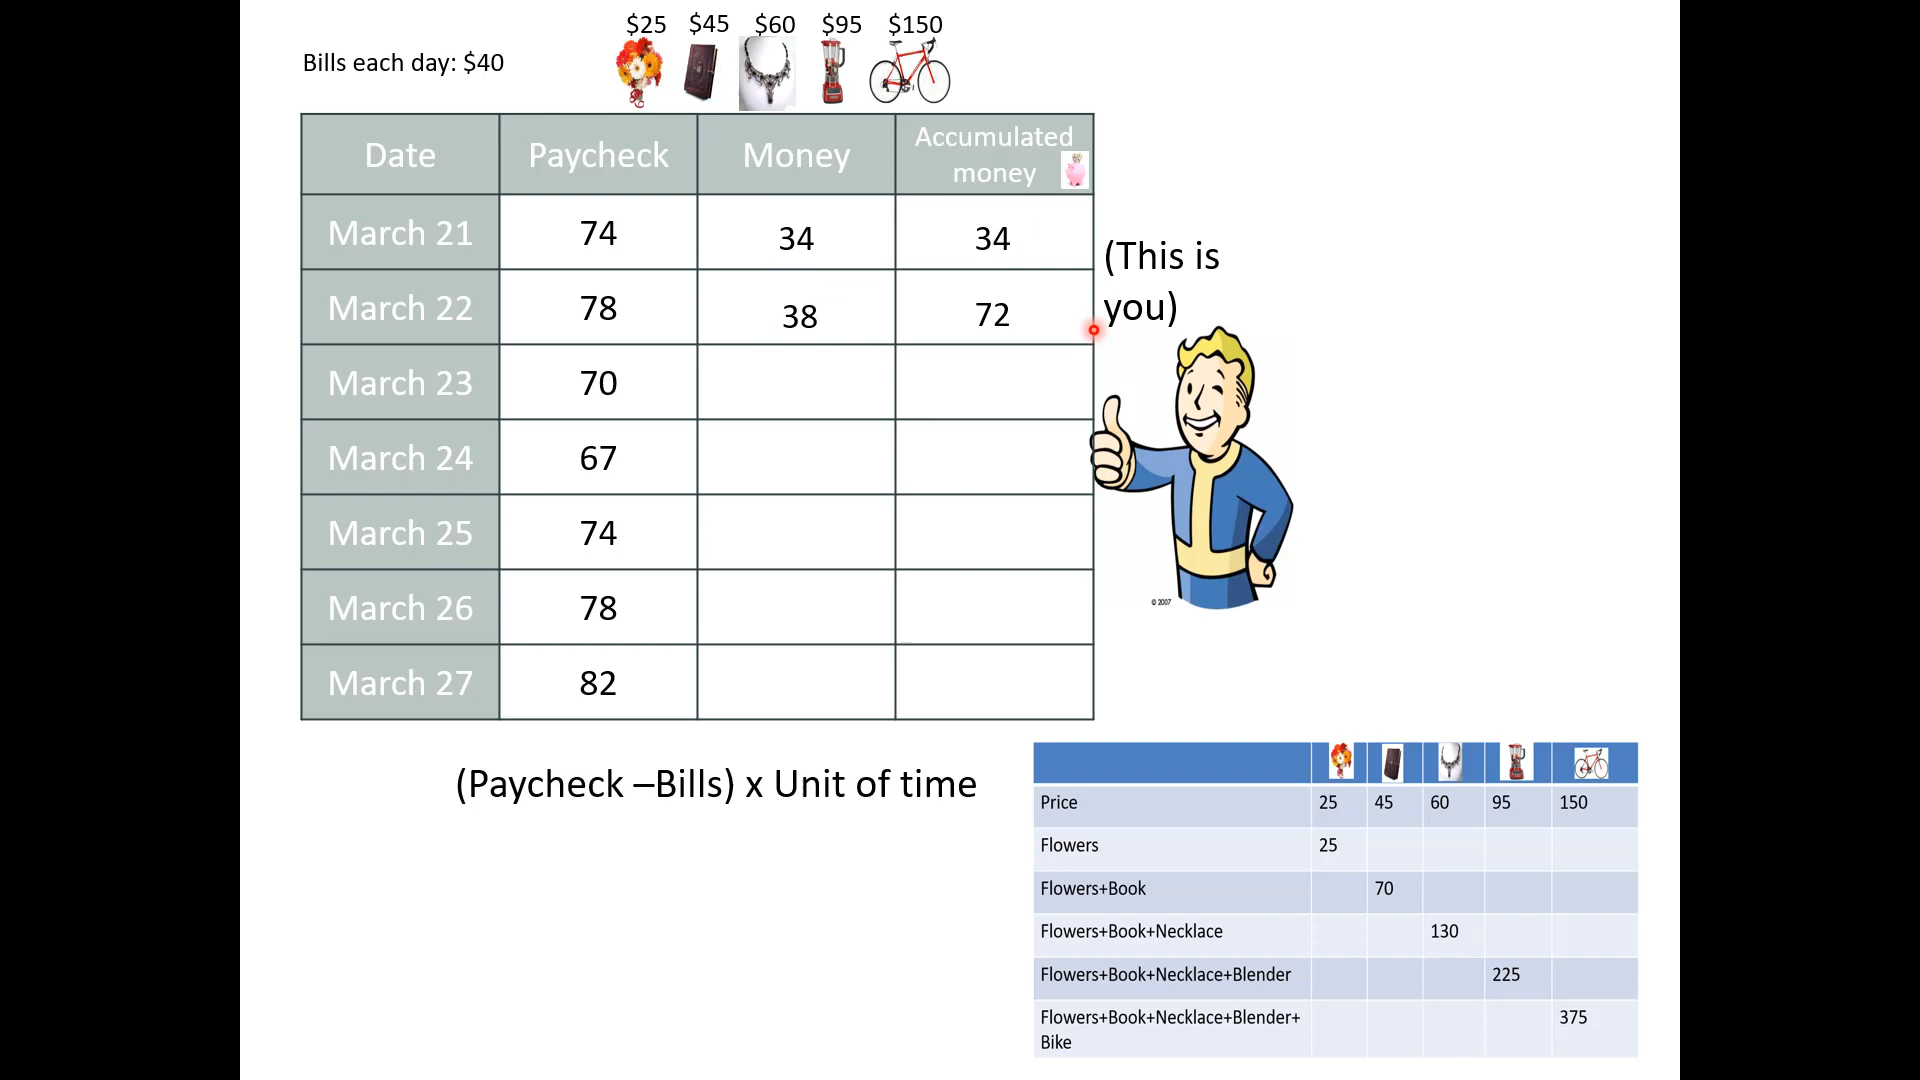 $25 $45 $60 $95 $150
Bills each day: $40
Date Paycheck Money Accumulated money
March 21 74 34 34
March 22 78 38 72
March 23 70
March 24 67
March 25 74
March 26 78
March 27 82
(This is
you)
© 2007
(Paycheck –Bills) x Unit of time
Price 25 45 60 95 150
Flowers 25
Flowers+Book 70
Flowers+Book+Necklace 130
Flowers+Book+Necklace+Blender 225
Flowers+Book+Necklace+Blender+ 375
Bike